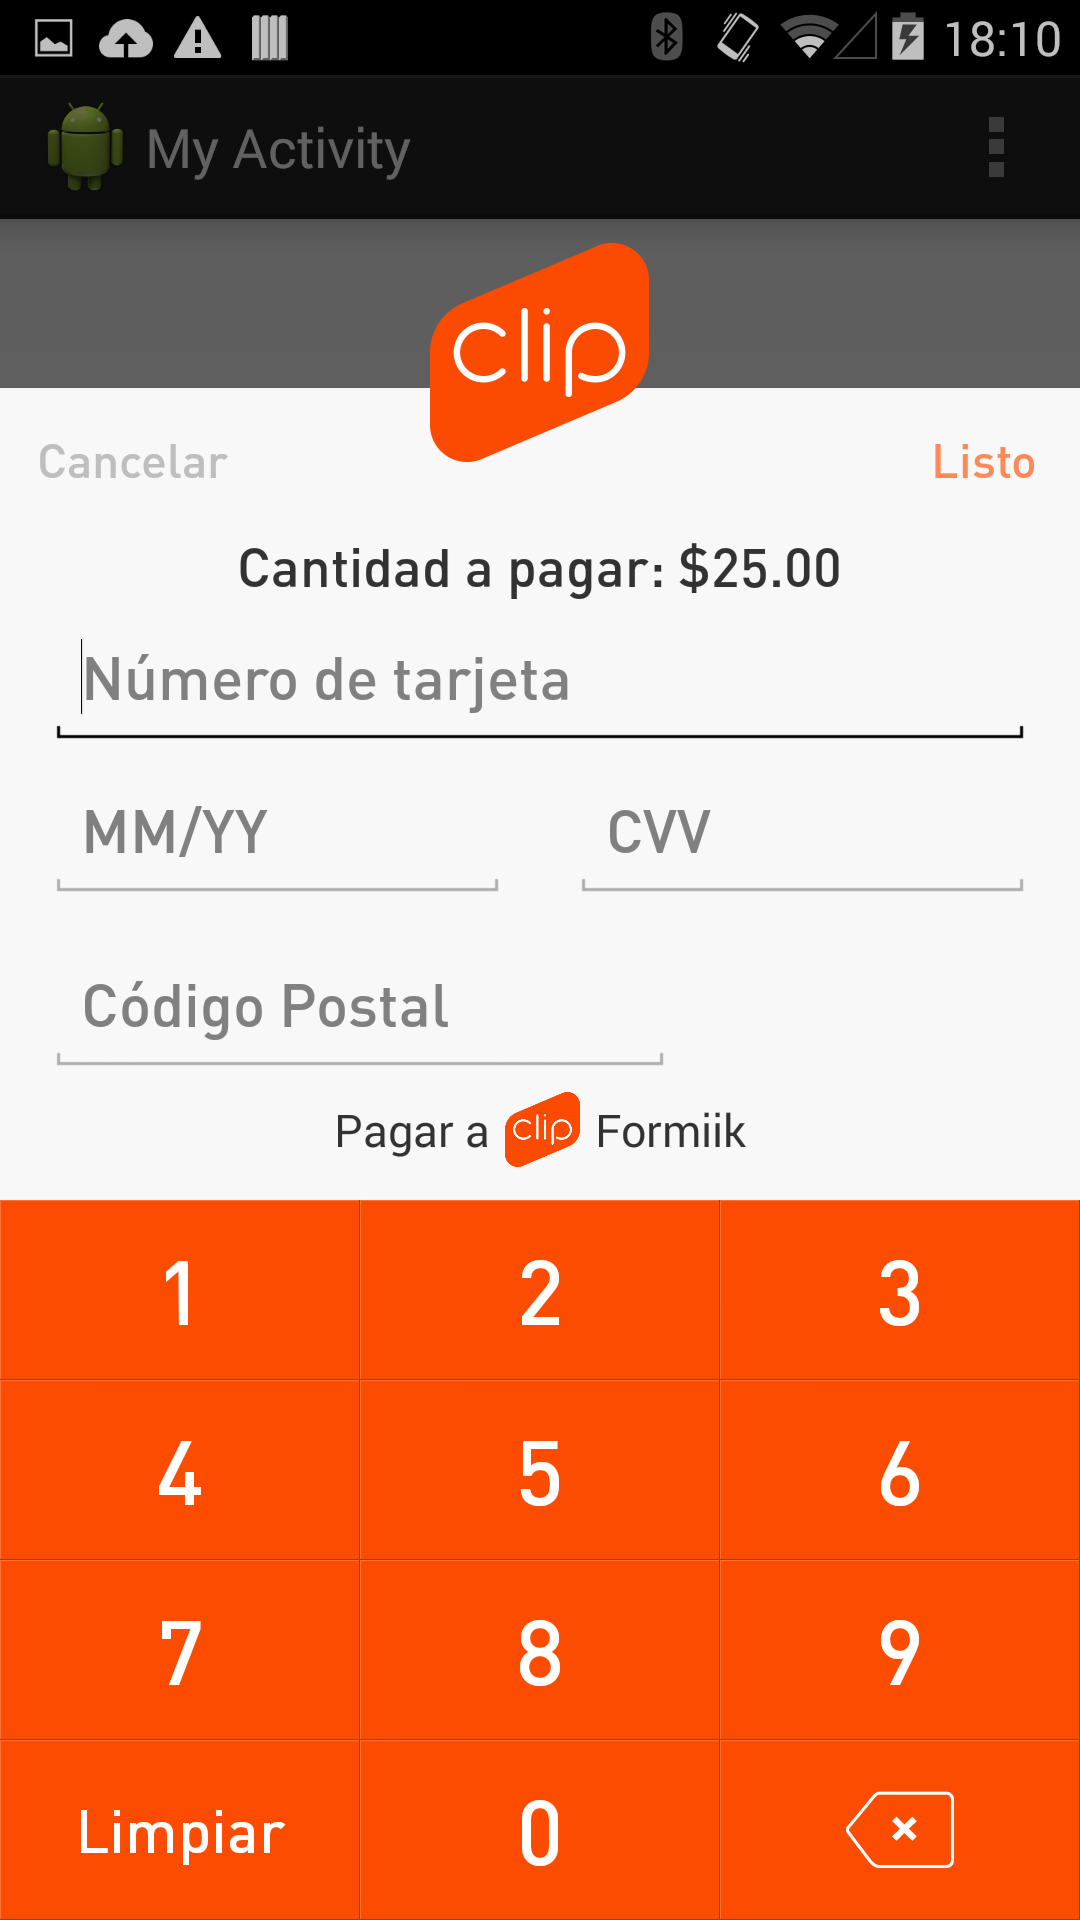 18:10
My Activity
clip
Cancelar
Listo
Cantidad a pagar: $25.00
Número de tarjeta
MM/YY
CVV
Código Postal
Pagar a clip Formiik
1 2 3
4 5 6
7 8 9
Limpiar 0